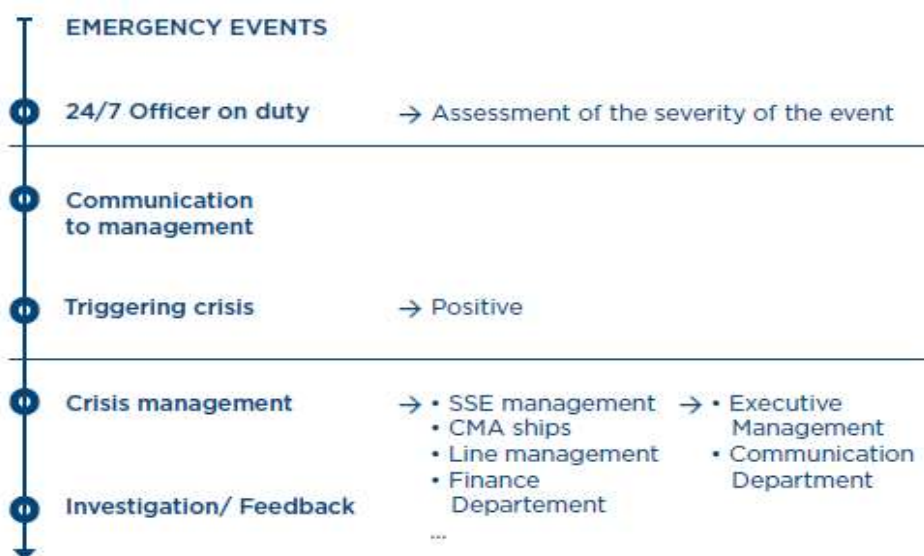 EMERGENCY EVENTS
24/7 Officer on duty → Assessment of the severity of the event
Communication
to management
Triggering crisis → Positive
Crisis management → • SSE management → • Executive
• CMA ships Management
• Line management • Communication
• Finance Department
Investigation/ Feedback Departement
...